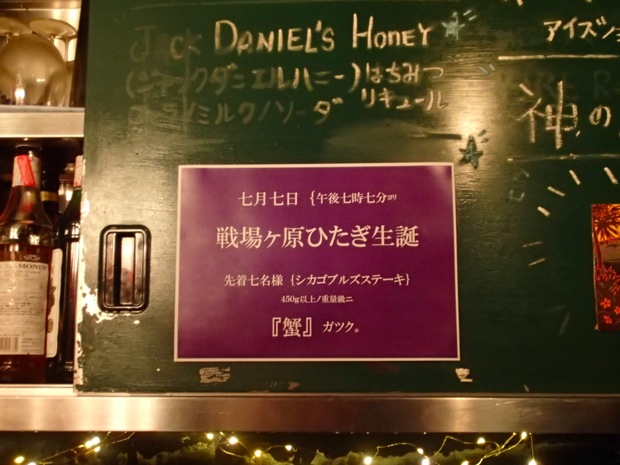 JACK DANIEL'S HONEY
(ジャックダニエルハニー)はちみつ
リキュール
ミルク/ソーダ
アイズ
神の
七月七日 {午後七時七分ヨリ
戦場ヶ原ひたぎ生誕
先着七名様 {シカゴブルズステーキ}
450g以上ノ重量級ニ
『蟹』ガツク。
MONIN